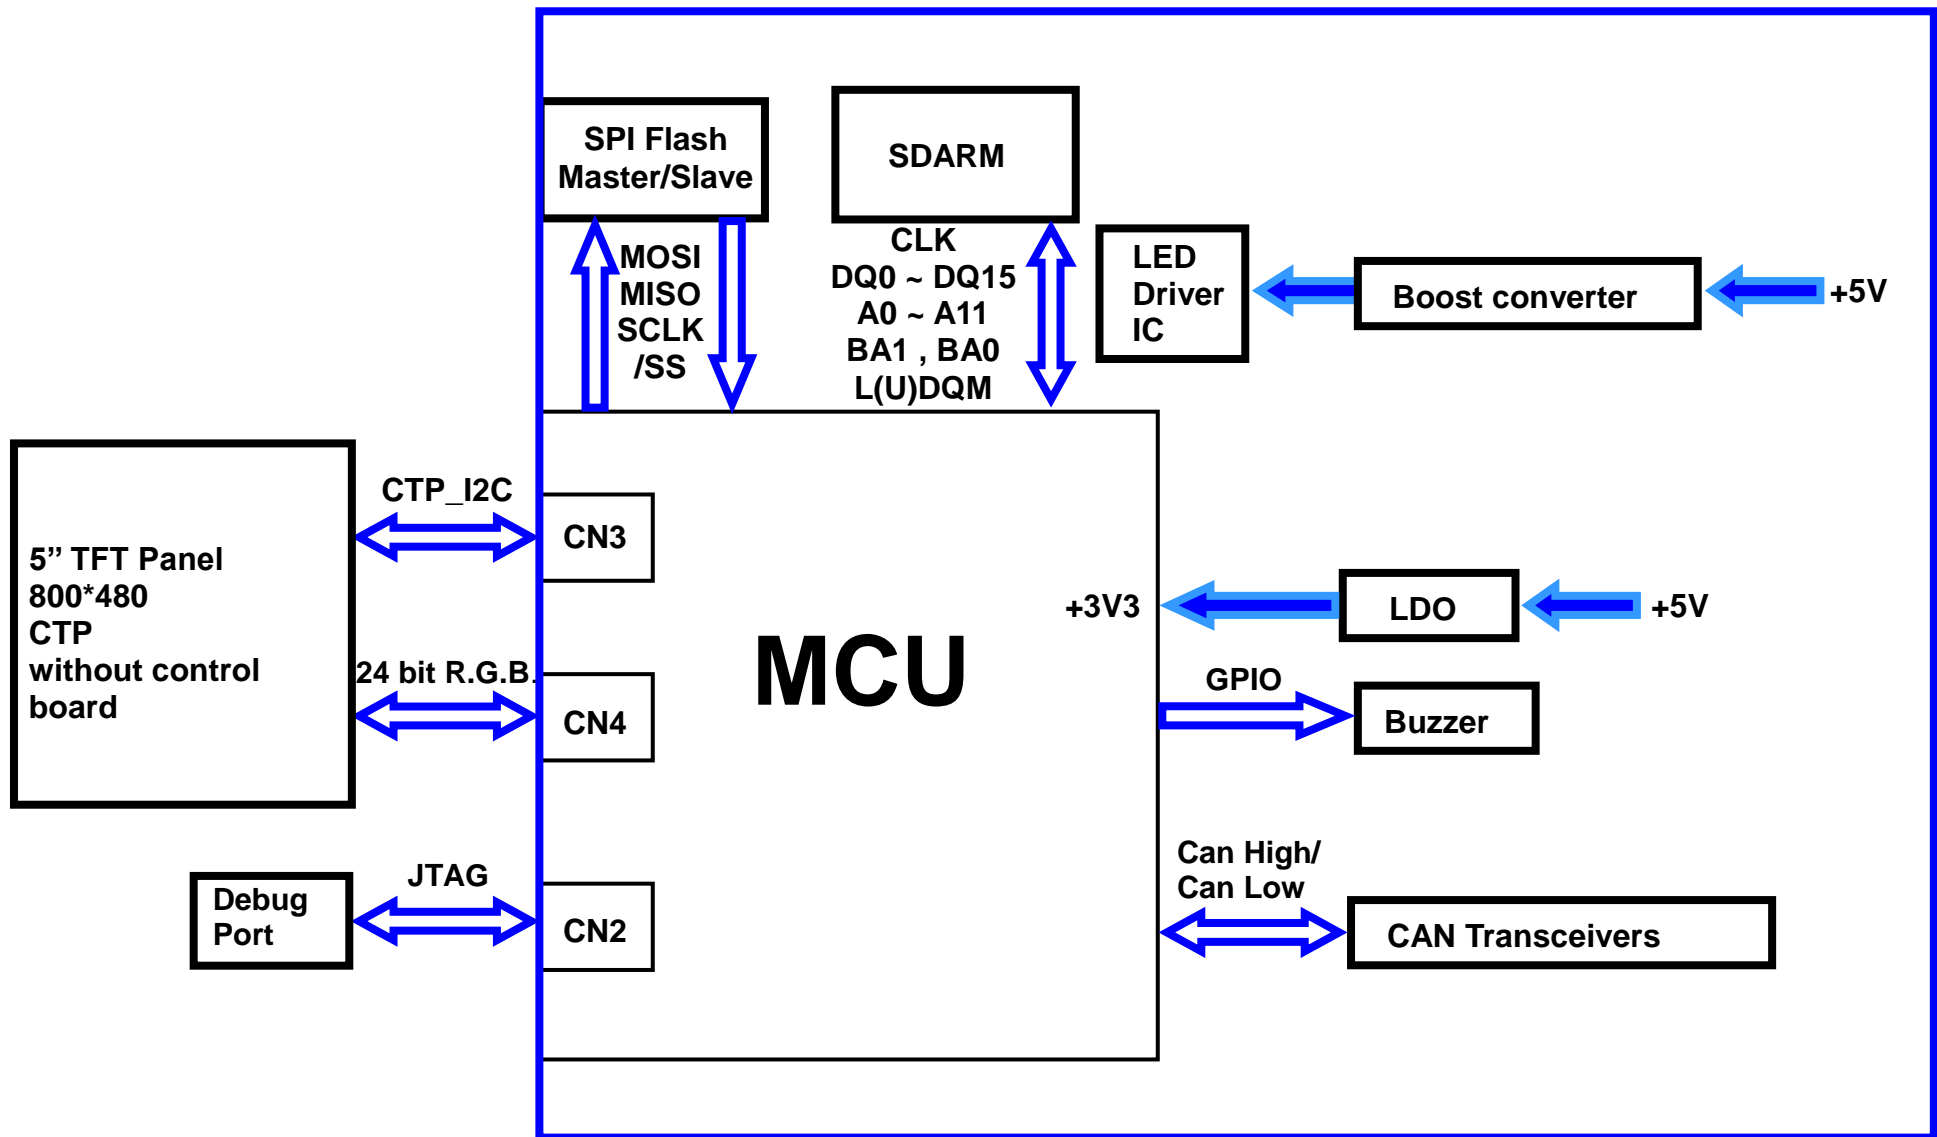 SPI Flash
Master/Slave
SDARM
MOSI
MISO
SCLK
/SS
CLK
DQ0 ~ DQ15
A0 ~ A11
BA1 , BA0
L(U)DQM
LED
Driver
IC
Boost converter
+5V
5’’ TFT Panel
800*480
CTP
without control
board
CTP_I2C
CN3
24 bit R.G.B.
CN4
MCU
+3V3
LDO
+5V
GPIO
Buzzer
Debug
Port
JTAG
CN2
Can High/
Can Low
CAN Transceivers